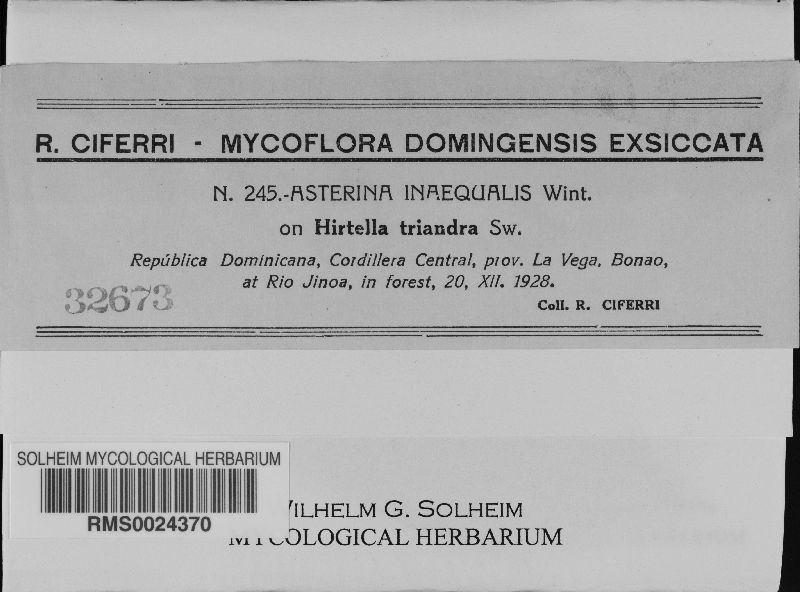 R. CIFERRI - MYCOFLORA DOMINGENSIS EXSICCATA
N. 245.-ASTERINA INAEQUALIS Wint.
on Hirtella triandra Sw.
República Dominicana, Cordillera Central, prov. La Vega, Bonao,
at Rio Jinoa, in forest, 20, XII. 1928.
32673
Coll. R. CIFERRI
SOLHEIM MYCOLOGICAL HERBARIUM
RMS0024370
WILHELM G. SOLHEIM
MYCOLOGICAL HERBARIUM